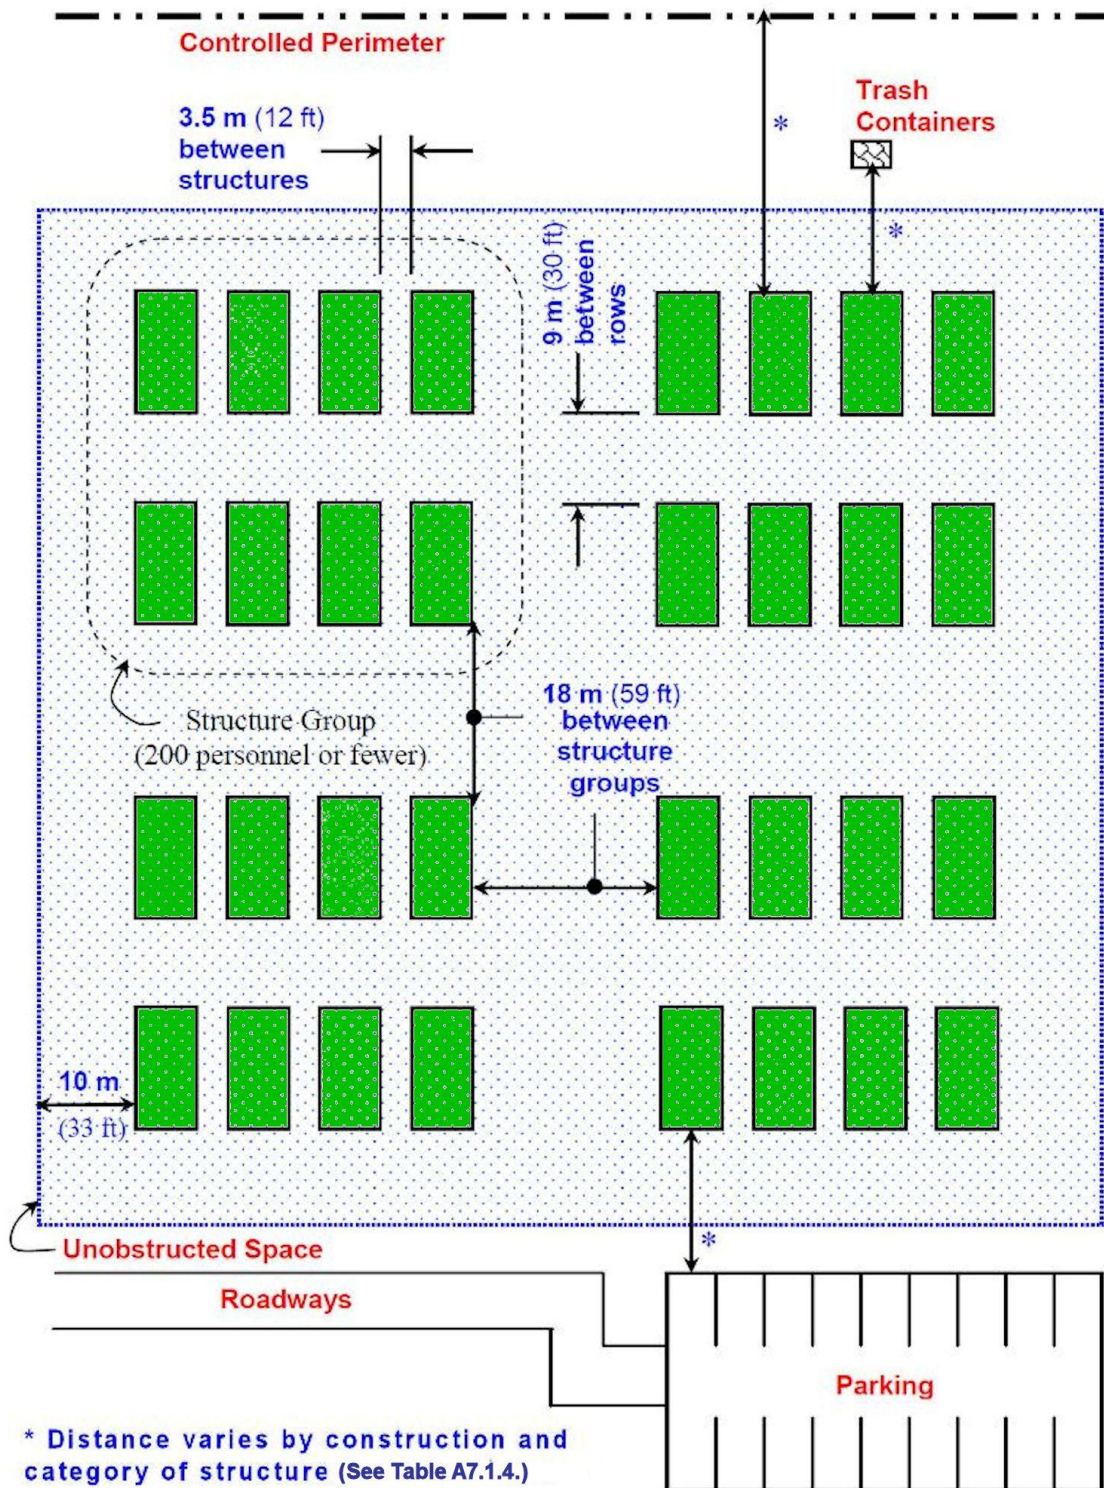 Controlled Perimeter
3.5 m (12 ft)
between
structures
*
Trash
Containers
*
9 m (30 ft)
between
rows
Structure Group
(200 personnel or fewer)
18 m (59 ft)
between
structure
groups
10 m
(33 ft)
*
Unobstructed Space
Roadways
Parking
* Distance varies by construction and
category of structure (See Table A7.1.4.)